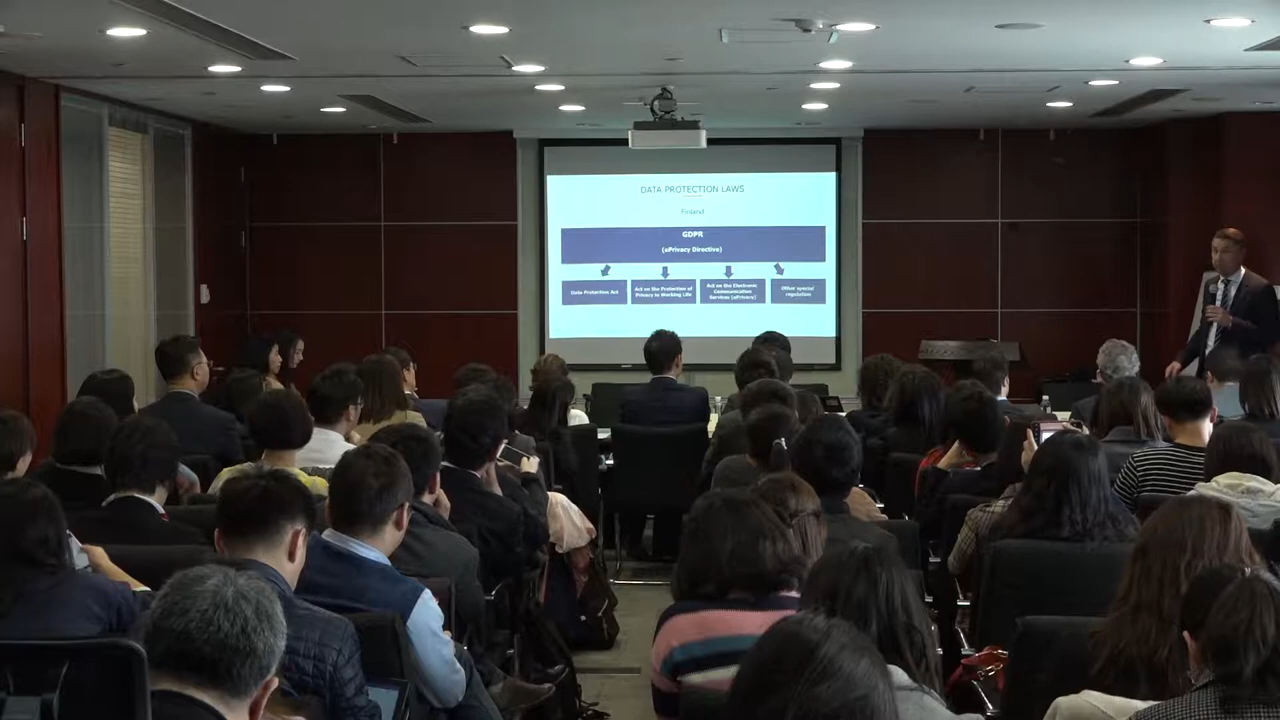 DATA PROTECTION LAWS
Finland
GDPR
(ePrivacy Directive)
Data Protection Act
Act on the Protection of
Privacy in Working Life
Act on the Electronic
Communication
Services (ePrivacy)
Other special
regulation